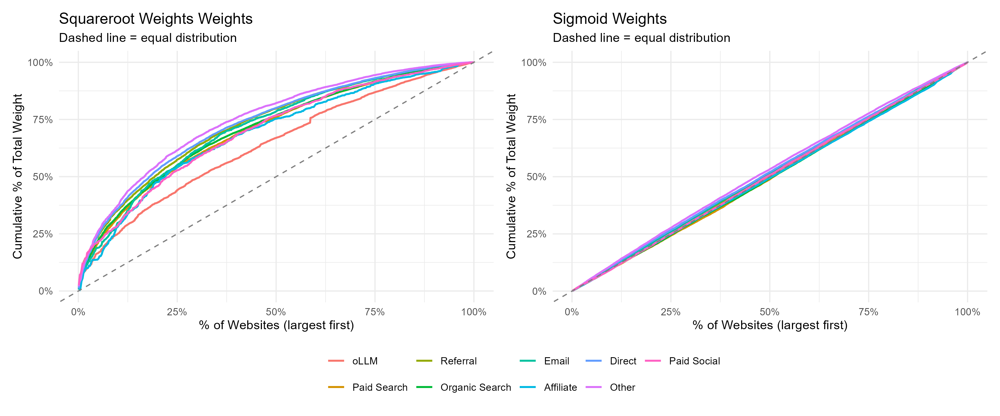 Squareroot Weights Weights
Dashed line = equal distribution
Cumulative % of Total Weight
100%
75%
50%
25%
0%
0% 25% 50% 75% 100%
% of Websites (largest first)
Sigmoid Weights
Dashed line = equal distribution
Cumulative % of Total Weight
100%
75%
50%
25%
0%
0% 25% 50% 75% 100%
% of Websites (largest first)
oLLM Referral Email Direct Paid Social
Paid Search Organic Search Affiliate Other